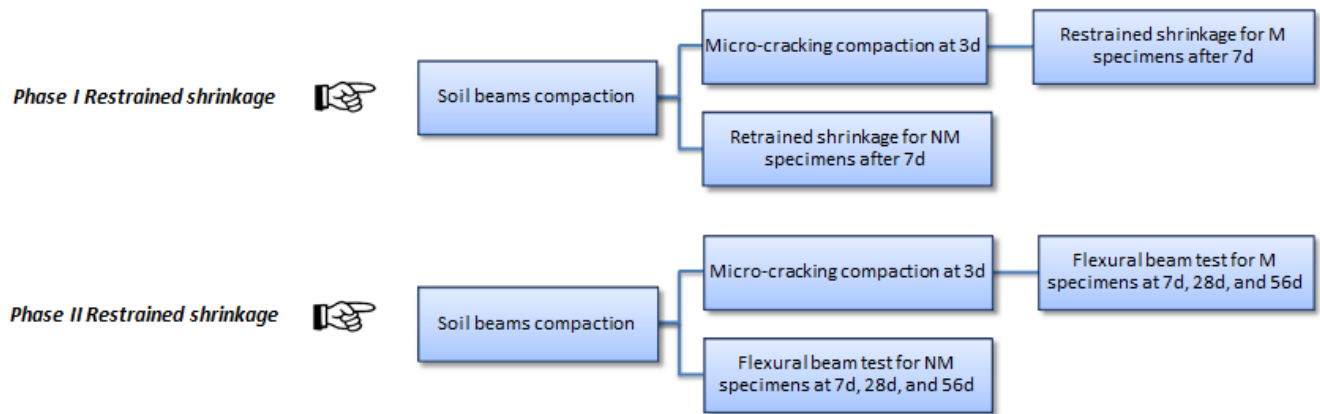 Micro-cracking compaction at 3d
Restrained shrinkage for M
specimens after 7d
Phase I Restrained shrinkage
Soil beams compaction
Retrained shrinkage for NM
specimens after 7d
Micro-cracking compaction at 3d
Flexural beam test for M
specimens at 7d, 28d, and 56d
Phase II Restrained shrinkage
Soil beams compaction
Flexural beam test for NM
specimens at 7d, 28d, and 56d